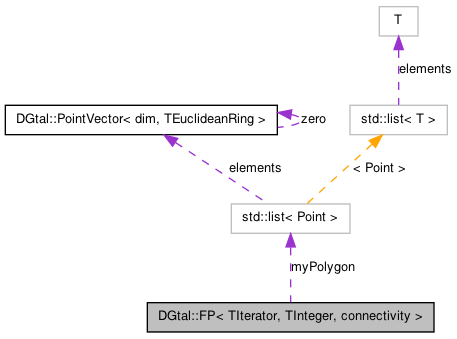 T
elements
DGtal::PointVector< dim, TEuclideanRing >
zero
std::list< T >
elements
< Point >
std::list< Point >
myPolygon
DGtal::FP< TIterator, TInteger, connectivity >